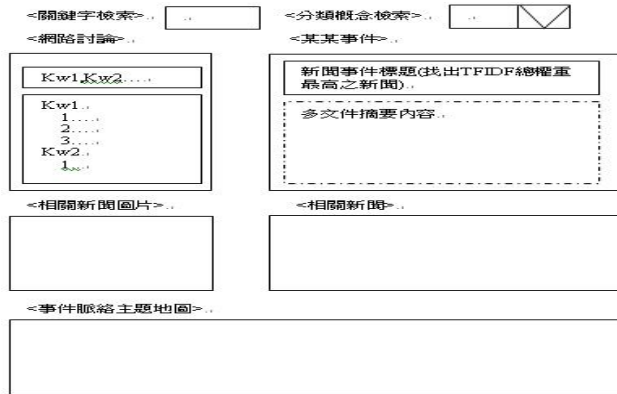 <關鍵字檢索> <分類概念檢索>
<網路討論> <某某事件>
Kw1,Kw2....
Kw1
1....
2....
3....
Kw2
1...
新聞事件標題(找出TFIDF總權重
最高之新聞)
多文件摘要內容
<相關新聞圖片> <相關新聞>
<事件脈絡主題地圖>